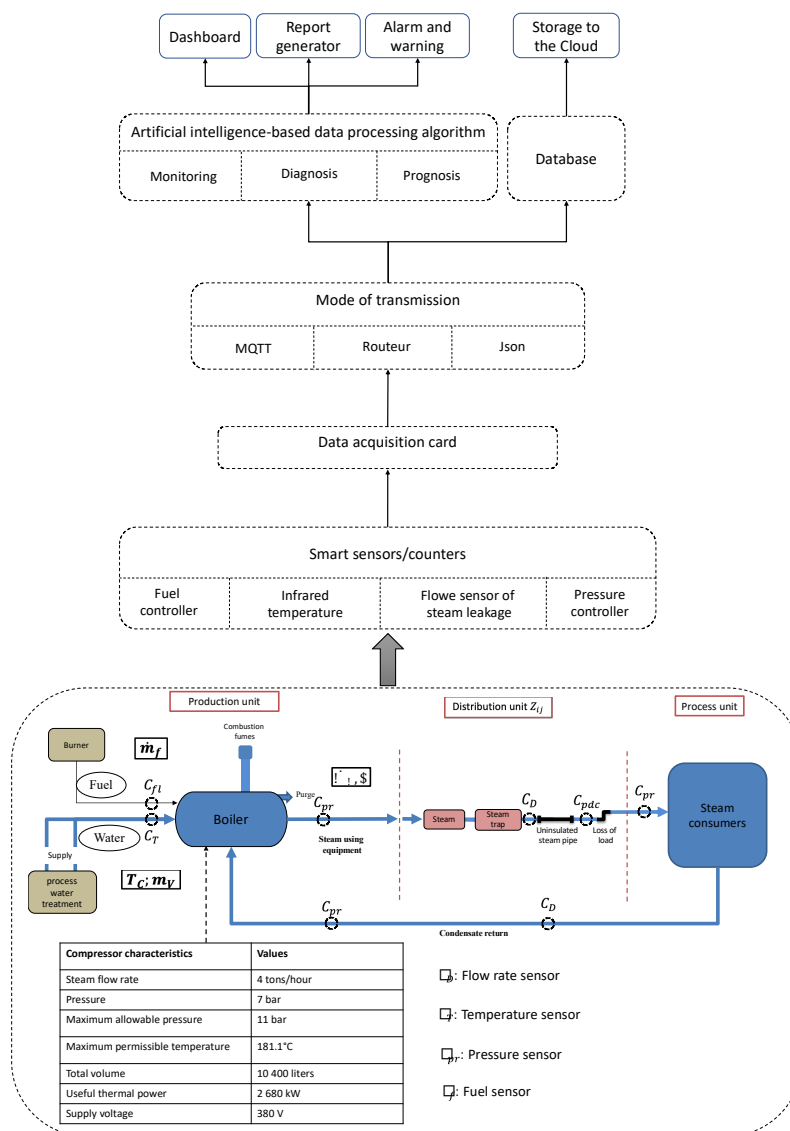 Dashboard
Report
generator
Alarm and
warning
Storage to
the Cloud
Artificial intelligence-based data processing algorithm
Monitoring
Diagnosis
Prognosis
Database
Mode of transmission
MQTT
Routeur
Json
Data acquisition card
Smart sensors/counters
Fuel
controller
Infrared
temperature
Flowe sensor of
steam leakage
Pressure
controller
Production unit
Distribution unit Z_ij
Process unit
Combustion
fumes
Burner
ṁ_f
Fuel
C_fl
Purge
Boiler
C_pr
C_D
C_pdc
C_pr
Steam
consumers
Steam
Steam
trap
C_T
Water
Steam using
equipment
Uninsulated
steam pipe
Loss of
load
Supply
process
water
treatment
T_C; m_V
C_pr
C_D
Condensate return
Compressor characteristics Values
Steam flow rate 4 tons/hour
Pressure 7 bar
Maximum allowable pressure 11 bar
Maximum permissible temperature 181.1°C
Total volume 10 400 liters
Useful thermal power 2 680 kW
Supply voltage 380 V
□_D: Flow rate sensor
□_T: Temperature sensor
□_pr: Pressure sensor
□_f: Fuel sensor